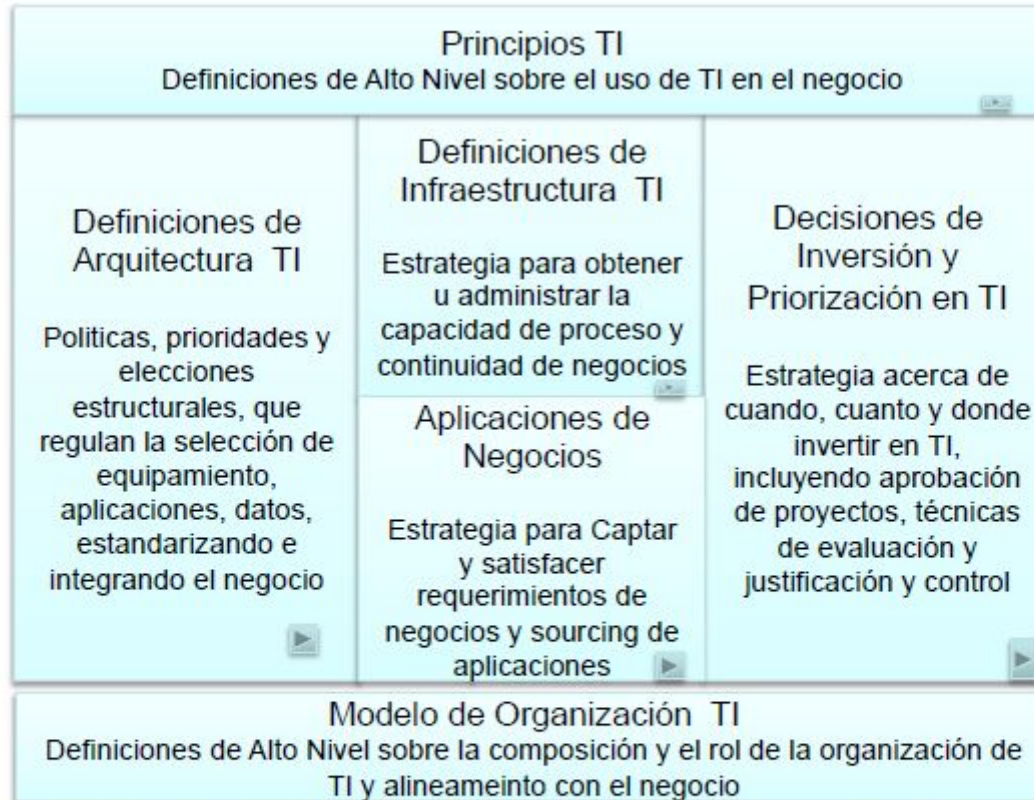 Principios TI
Definiciones de Alto Nivel sobre el uso de TI en el negocio
Definiciones de
Arquitectura TI
Politicas, prioridades y
elecciones
estructurales, que
regulan la selección de
equipamiento,
aplicaciones, datos,
estandarizando e
integrando el negocio
Definiciones de
Infraestructura TI
Estrategia para obtener
u administrar la
capacidad de proceso y
continuidad de negocios
Aplicaciones de
Negocios
Estrategia para Captar
y satisfacer
requerimientos de
negocios y sourcing de
aplicaciones
Decisiones de
Inversión y
Priorización en TI
Estrategia acerca de
cuando, cuanto y donde
invertir en TI,
incluyendo aprobación
de proyectos, técnicas
de evaluación y
justificación y control
Modelo de Organización TI
Definiciones de Alto Nivel sobre la composición y el rol de la organización de
TI y alineameinto con el negocio